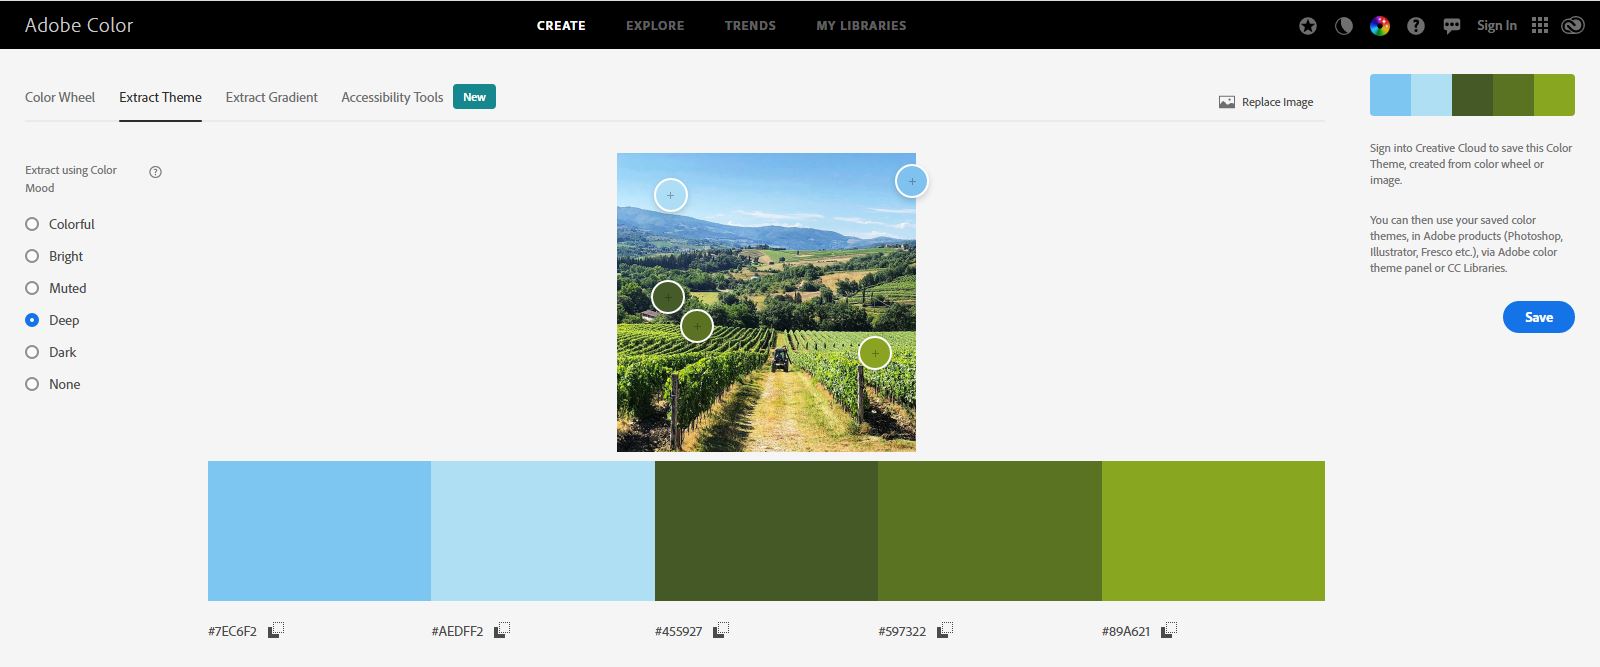 Adobe Color
CREATE
EXPLORE
TRENDS
MY LIBRARIES
Sign In
Color Wheel
Extract Theme
Extract Gradient
Accessibility Tools
New
Replace Image
Extract using Color
Mood
Colorful
Bright
Muted
Deep
Dark
None
Sign into Creative Cloud to save this Color
Theme, created from color wheel or
image.
You can then use your saved color
themes, in Adobe products (Photoshop,
Illustrator, Fresco etc.), via Adobe color
theme panel or CC Libraries.
Save
#7EC6F2
#AEDFF2
#455927
#597322
#89A621